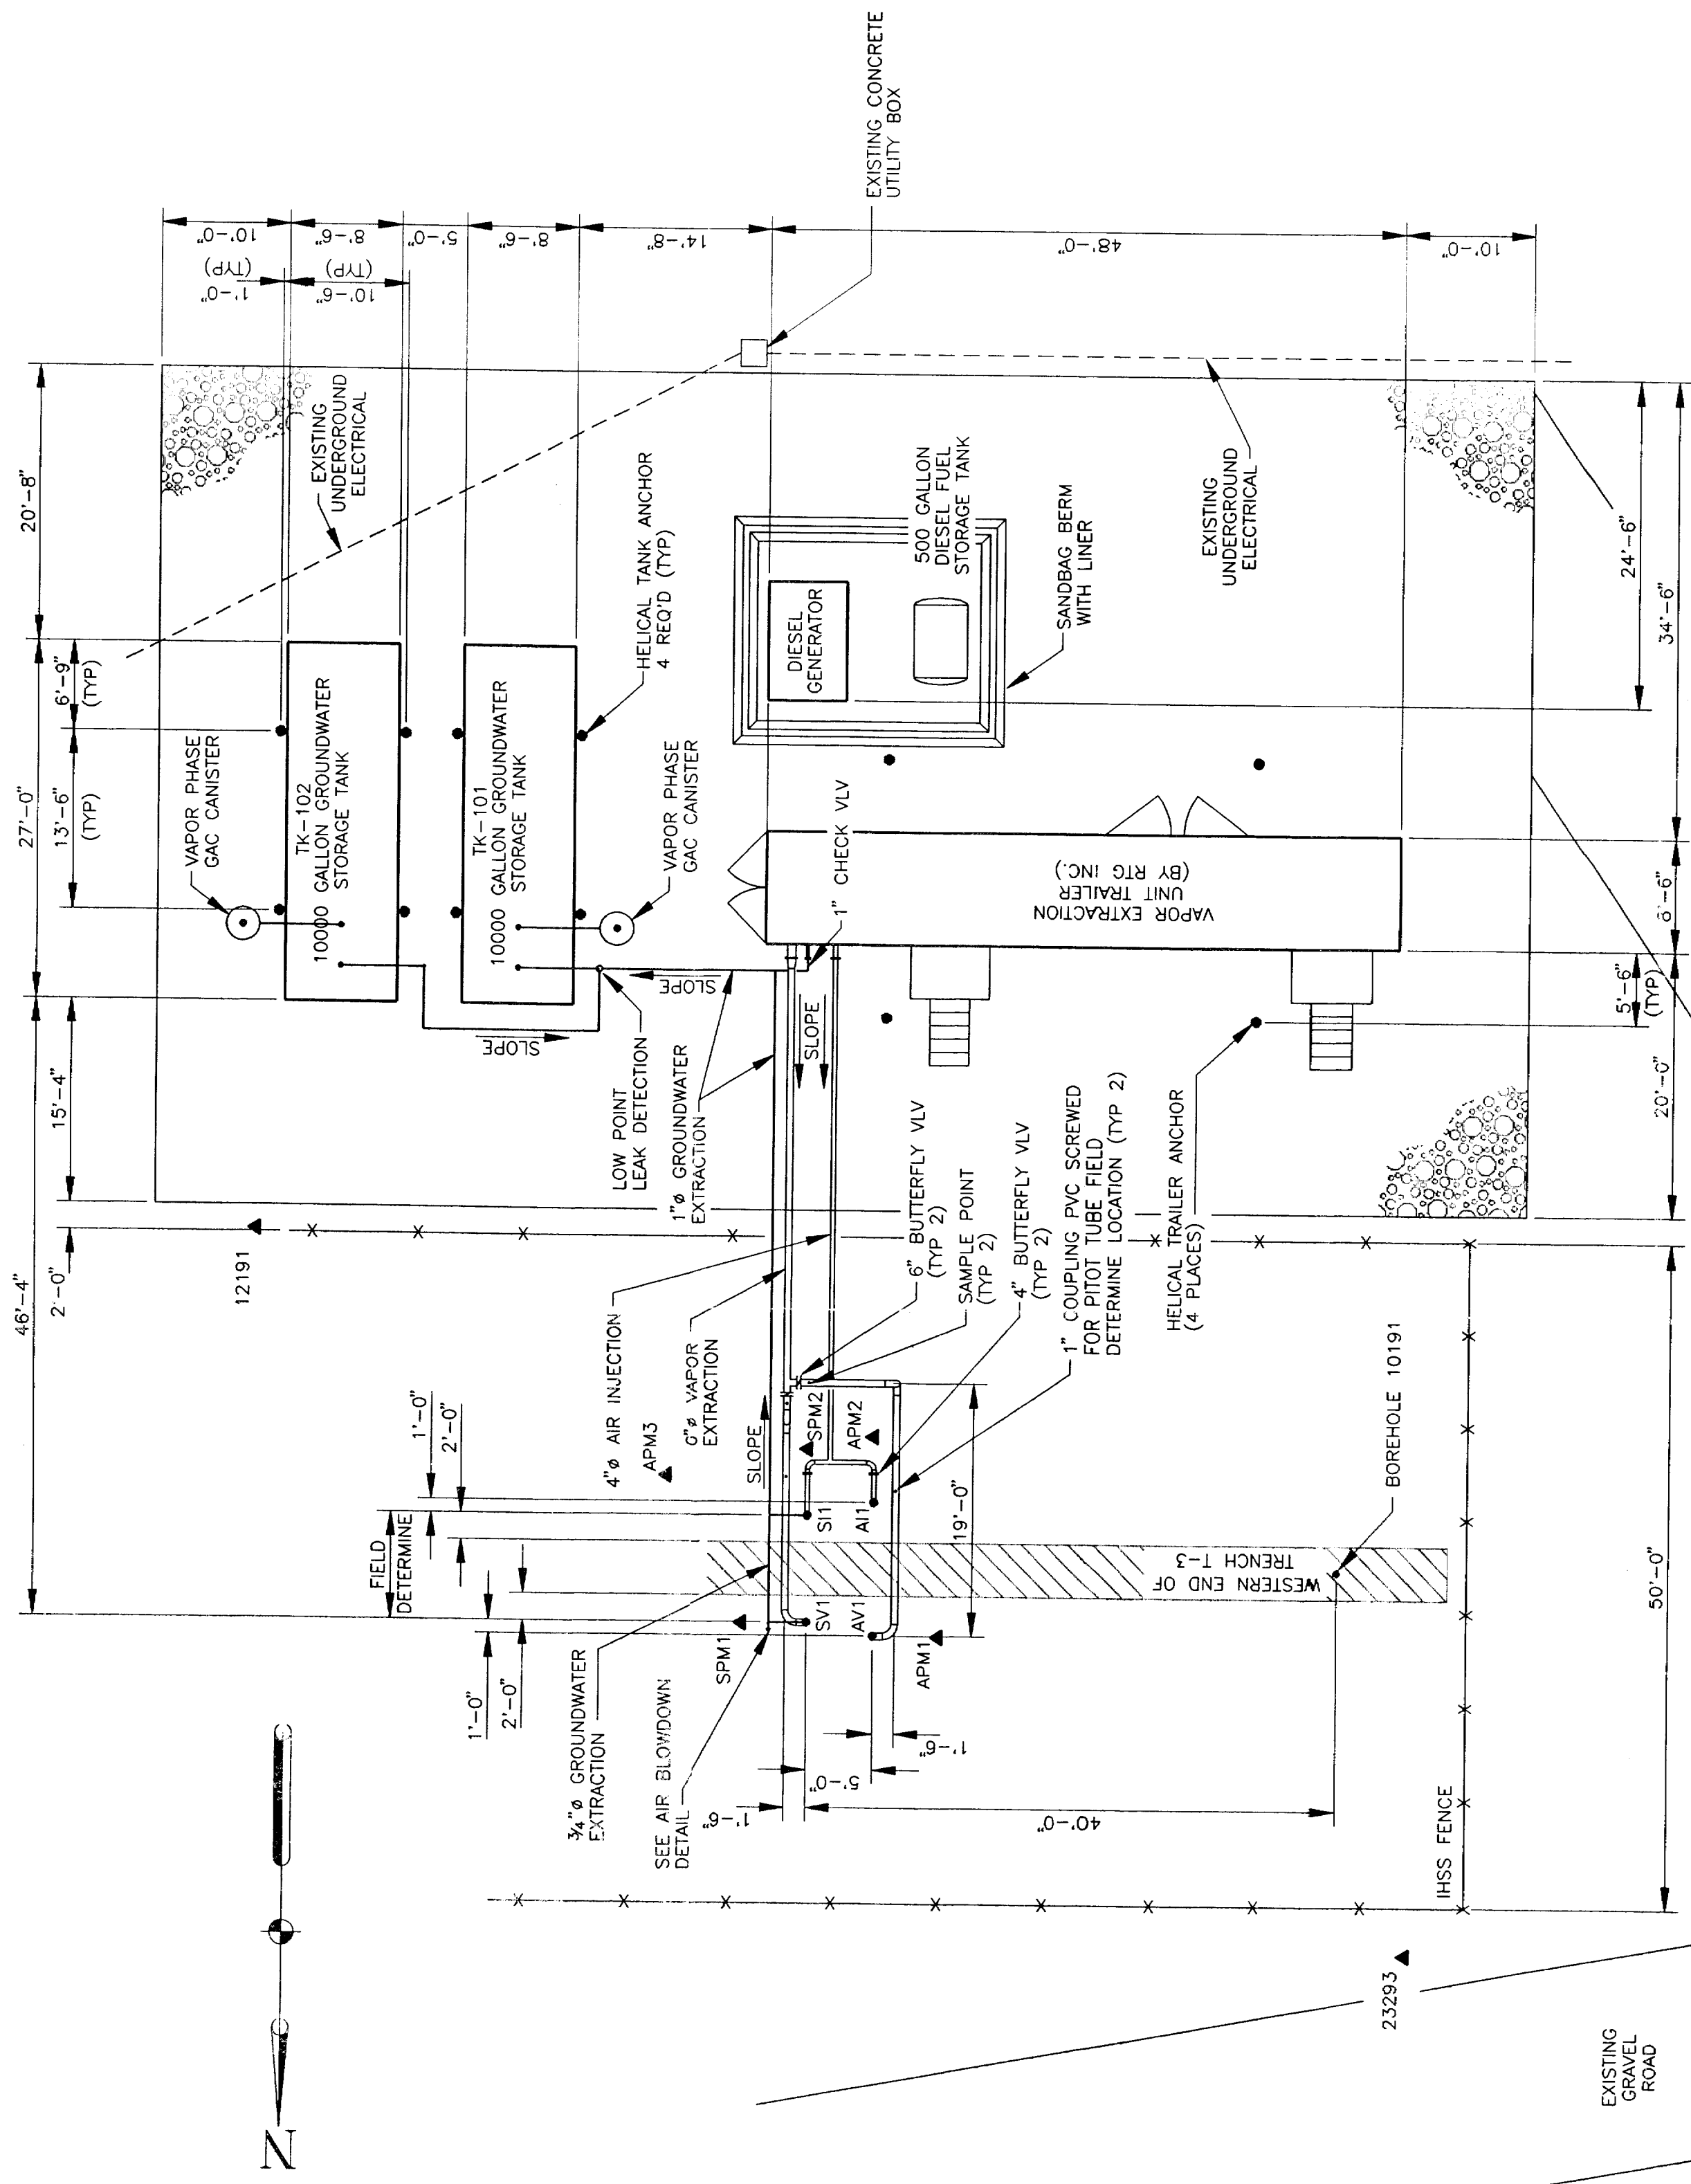 N
46'-4"
2'-0"
15'-4"
27'-0"
13'-6"
(TYP)
6'-9"
(TYP)
20'-8"
10'-0"
8'-6"
5'-0"
8'-6"
14'-8"
48'-0"
10'-0"
1'-0"
(TYP)
10'-6"
(TYP)
EXISTING CONCRETE
UTILITY BOX
EXISTING
UNDERGROUND
ELECTRICAL
VAPOR PHASE
GAC CANISTER
TK-102
10000 GALLON GROUNDWATER
STORAGE TANK
TK-101
10000 GALLON GROUNDWATER
STORAGE TANK
HELICAL TANK ANCHOR
4 REQ'D (TYP)
VAPOR PHASE
GAC CANISTER
DIESEL
GENERATOR
500 GALLON
DIESEL FUEL
STORAGE TANK
SANDBAG BERM
WITH LINER
EXISTING
UNDERGROUND
ELECTRICAL
24'-6"
34'-6"
8'-6"
5'-6"
(TYP)
20'-0"
1" CHECK VLV
VAPOR EXTRACTION
UNIT TRAILER
(BY RTG INC.)
SLOPE
SLOPE
SLOPE
SLOPE
LOW POINT
LEAK DETECTION
1"ø GROUNDWATER
EXTRACTION
12191
4"ø AIR INJECTION
6"ø VAPOR
EXTRACTION
APM3
6" BUTTERFLY VLV
(TYP 2)
SAMPLE POINT
(TYP 2)
4" BUTTERFLY VLV
(TYP 2)
1" COUPLING PVC SCREWED
FOR PITOT TUBE FIELD
DETERMINE LOCATION (TYP 2)
HELICAL TRAILER ANCHOR
(4 PLACES)
BOREHOLE 10191
1'-0"
2'-0"
FIELD
DETERMINE
SPM2
APM2
SI1
AI1
19'-0"
WESTERN END OF
TRENCH T-3
SV1
AV1
SPM1
APM1
1'-0"
2'-0"
3/4"ø GROUNDWATER
EXTRACTION
SEE AIR BLOWDOWN
DETAIL
1'-6"
5'-0"
1'-6"
40'-0"
IHSS FENCE
50'-0"
23293
EXISTING
GRAVEL
ROAD